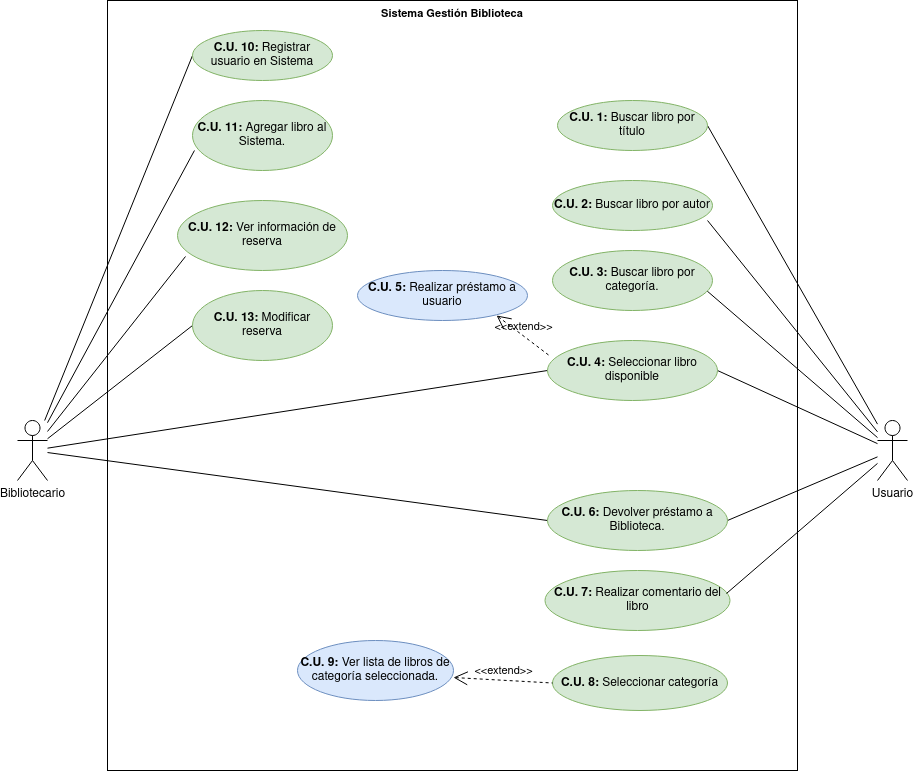 Sistema Gestión Biblioteca
C.U. 10: Registrar
usuario en Sistema
C.U. 11: Agregar libro al
Sistema.
C.U. 12: Ver información de
reserva
C.U. 13: Modificar
reserva
C.U. 1: Buscar libro por
título
C.U. 2: Buscar libro por autor
C.U. 3: Buscar libro por
categoría.
C.U. 5: Realizar préstamo a
usuario
<<extend>>
C.U. 4: Seleccionar libro
disponible
Bibliotecario
Usuario
C.U. 6: Devolver préstamo a
Biblioteca.
C.U. 7: Realizar comentario del
libro
C.U. 9: Ver lista de libros de
categoría seleccionada.
<<extend>>
C.U. 8: Seleccionar categoría